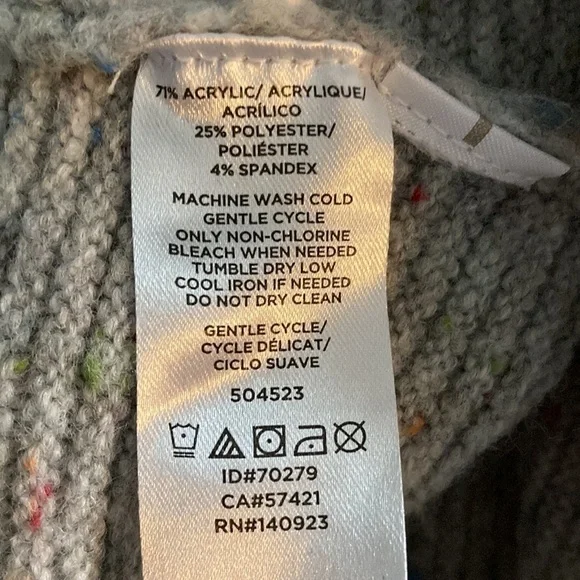 71% ACRYLIC/ ACRYLIQUE/
ACRÍLICO
25% POLYESTER/
POLIÉSTER
4% SPANDEX
MACHINE WASH COLD
GENTLE CYCLE
ONLY NON-CHLORINE
BLEACH WHEN NEEDED
TUMBLE DRY LOW
COOL IRON IF NEEDED
DO NOT DRY CLEAN
GENTLE CYCLE/
CYCLE DÉLICAT/
CICLO SUAVE
504523
ID#70279
CA#57421
RN#140923